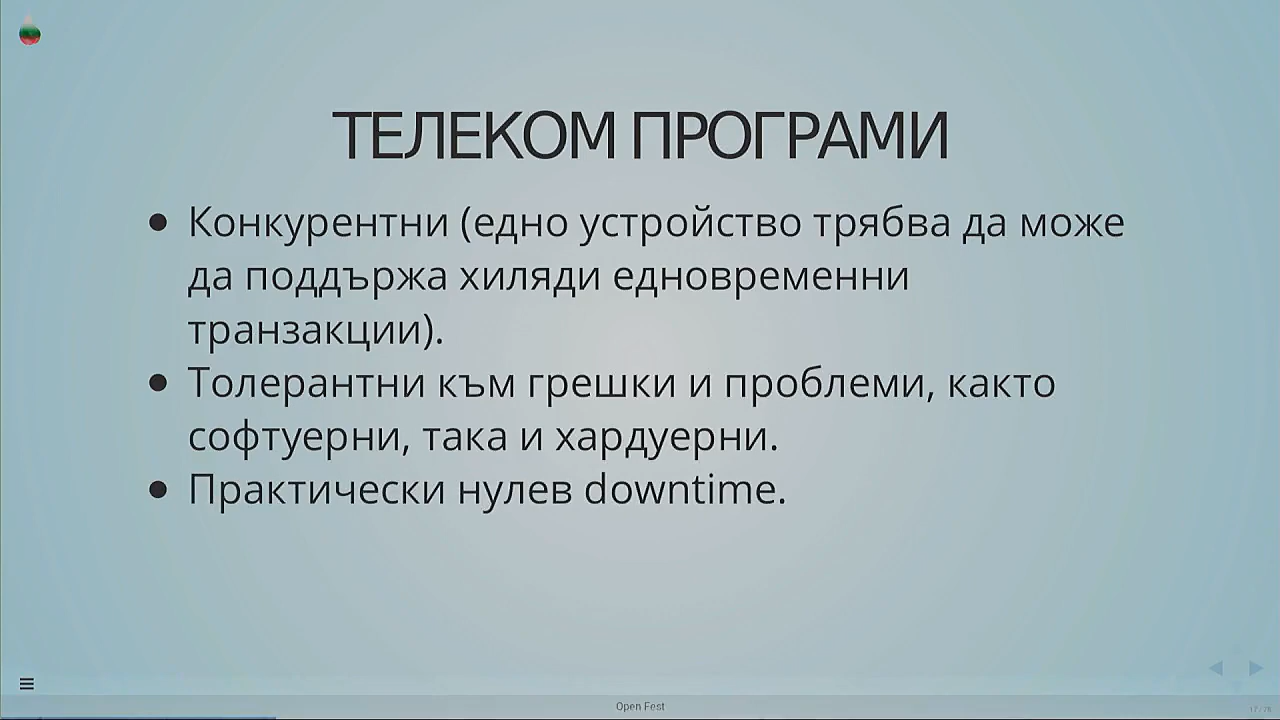 ТЕЛЕКОМ ПРОГРАМИ
Конкурентни (едно устройство трябва да може
да поддържа хиляди едновременни
транзакции).
Толерантни към грешки и проблеми, както
софтуерни, така и хардуерни.
Практически нулев downtime.
Open Fest